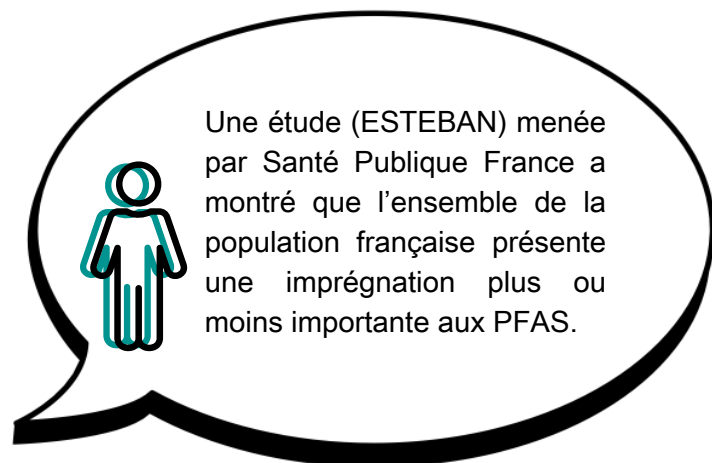 Une étude (ESTEBAN) menée
par Santé Publique France a
montré que l’ensemble de la
population française présente
une imprégnation plus ou
moins importante aux PFAS.